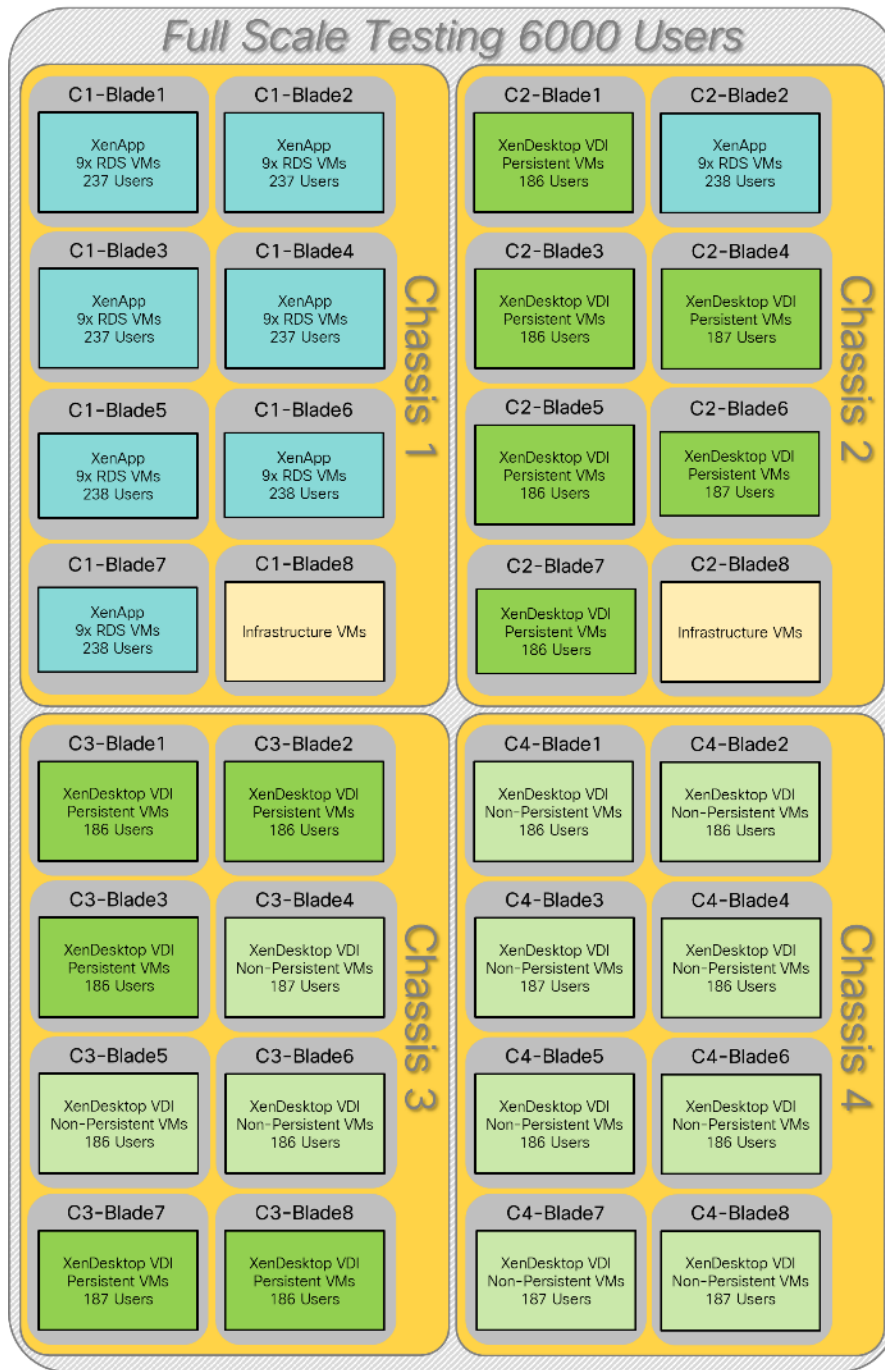 Full Scale Testing 6000 Users
C1-Blade1
XenApp
9x RDS VMs
237 Users
C1-Blade2
XenApp
9x RDS VMs
237 Users
C1-Blade3
XenApp
9x RDS VMs
237 Users
C1-Blade4
XenApp
9x RDS VMs
237 Users
C1-Blade5
XenApp
9x RDS VMs
238 Users
C1-Blade6
XenApp
9x RDS VMs
238 Users
C1-Blade7
XenApp
9x RDS VMs
238 Users
C1-Blade8
Infrastructure VMs
Chassis 1
C2-Blade1
XenDesktop VDI
Persistent VMs
186 Users
C2-Blade2
XenApp
9x RDS VMs
238 Users
C2-Blade3
XenDesktop VDI
Persistent VMs
186 Users
C2-Blade4
XenDesktop VDI
Persistent VMs
187 Users
C2-Blade5
XenDesktop VDI
Persistent VMs
186 Users
C2-Blade6
XenDesktop VDI
Persistent VMs
187 Users
C2-Blade7
XenDesktop VDI
Persistent VMs
186 Users
C2-Blade8
Infrastructure VMs
Chassis 2
C3-Blade1
XenDesktop VDI
Persistent VMs
186 Users
C3-Blade2
XenDesktop VDI
Persistent VMs
186 Users
C3-Blade3
XenDesktop VDI
Persistent VMs
186 Users
C3-Blade4
XenDesktop VDI
Non-Persistent VMs
187 Users
C3-Blade5
XenDesktop VDI
Non-Persistent VMs
186 Users
C3-Blade6
XenDesktop VDI
Non-Persistent VMs
186 Users
C3-Blade7
XenDesktop VDI
Persistent VMs
187 Users
C3-Blade8
XenDesktop VDI
Persistent VMs
186 Users
Chassis 3
C4-Blade1
XenDesktop VDI
Non-Persistent VMs
186 Users
C4-Blade2
XenDesktop VDI
Non-Persistent VMs
186 Users
C4-Blade3
XenDesktop VDI
Non-Persistent VMs
187 Users
C4-Blade4
XenDesktop VDI
Non-Persistent VMs
186 Users
C4-Blade5
XenDesktop VDI
Non-Persistent VMs
186 Users
C4-Blade6
XenDesktop VDI
Non-Persistent VMs
186 Users
C4-Blade7
XenDesktop VDI
Non-Persistent VMs
187 Users
C4-Blade8
XenDesktop VDI
Non-Persistent VMs
187 Users
Chassis 4